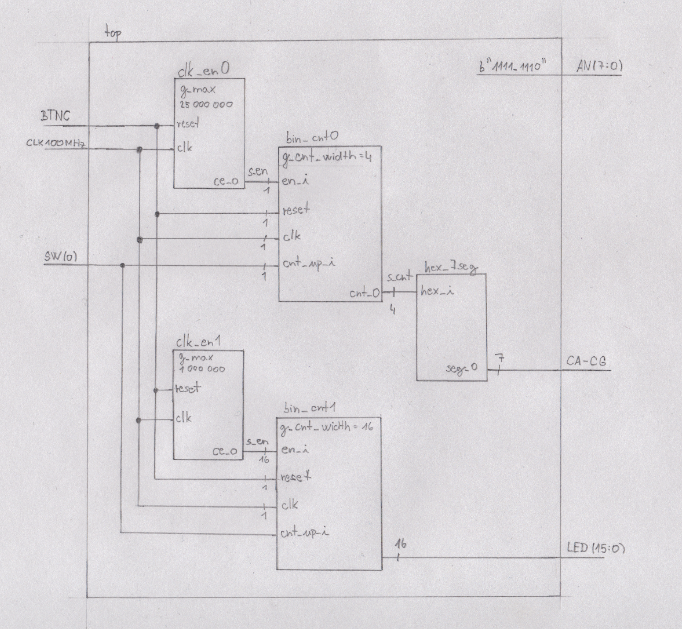 top
b"1111_1110"
AN(7:0)
clk_en0
g_max
25 000 000
BTNC
reset
CLK100MHz
clk
ce_o
bin_cnt0
g_cnt_width=4
s_en
1
en_i
reset
1
clk
1
SW(0)
cnt_up_i
1
cnt_o
s_cnt
4
hex_7seg
hex_i
seg_o
7
CA-CG
clk_en1
g_max
1 000 000
reset
clk
ce_o
bin_cnt1
g_cnt_width = 16
s_en
16
en_i
reset
1
clk
1
cnt_up_i
16
LED(15:0)